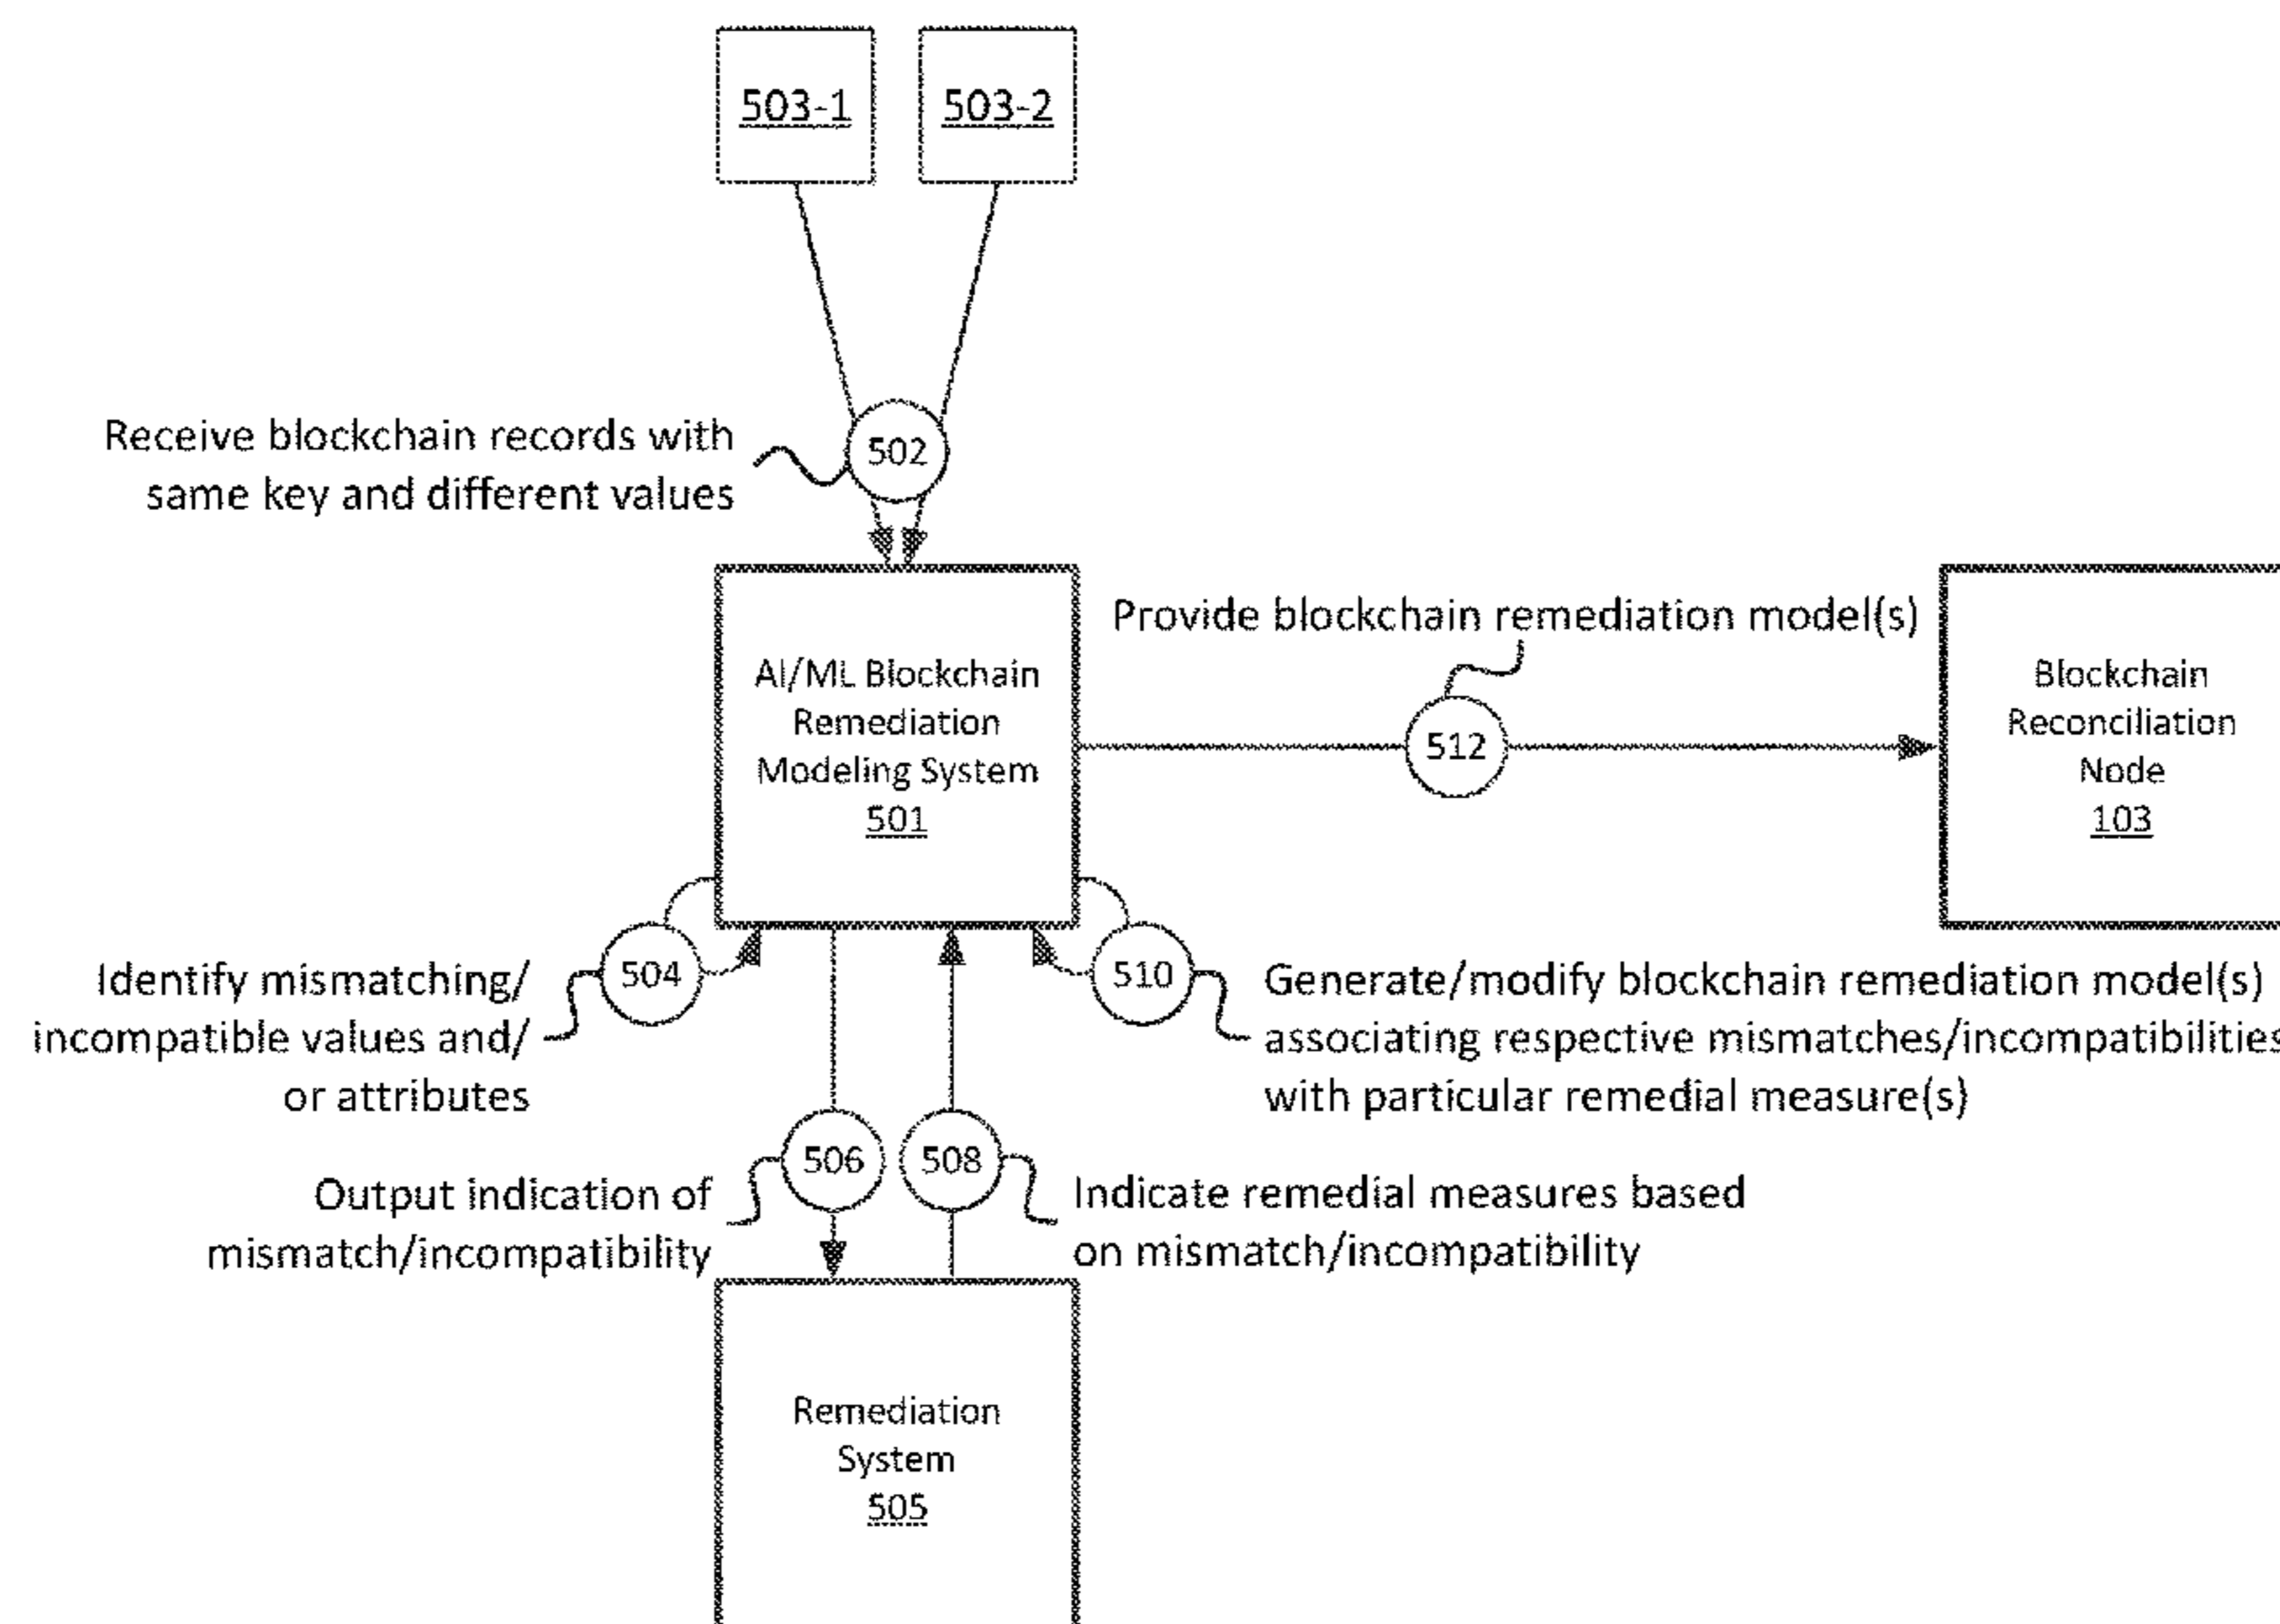 503-1
503-2
Receive blockchain records with
same key and different values
502
AI/ML Blockchain
Remediation
Modeling System
501
Provide blockchain remediation model(s)
512
Blockchain
Reconciliation
Node
103
504
Identify mismatching/
incompatible values and/
or attributes
510
Generate/modify blockchain remediation model(s)
associating respective mismatches/incompatibilities
with particular remedial measure(s)
506
Output indication of
mismatch/incompatibility
508
Indicate remedial measures based
on mismatch/incompatibility
Remediation
System
505